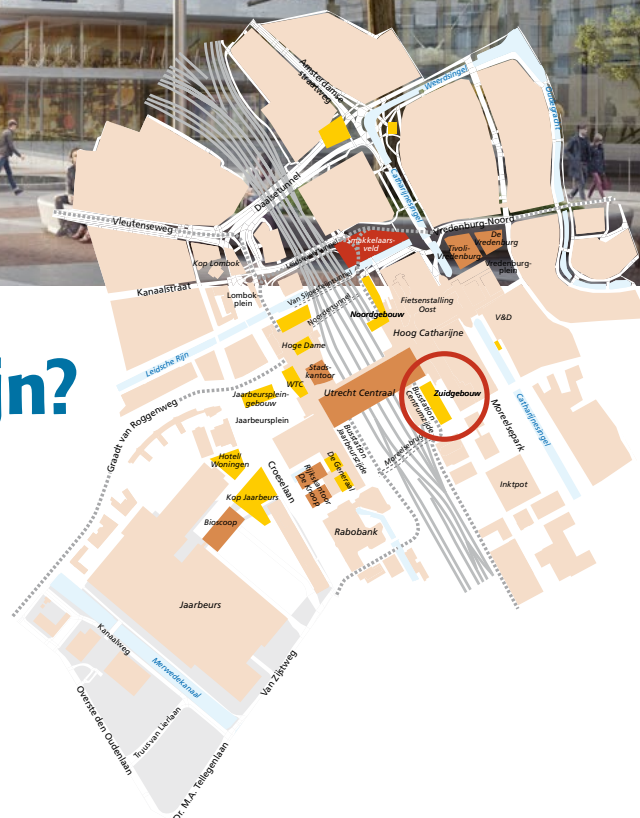 Amsterdamse
straatweg
Weerdsingel
Oudegracht
Catharijnesingel
Daalsetunnel
Vleutenseweg
Vredenburg-Noord
Smakkelaars-
veld
Tivoli-
Vredenburg
De
Vredenburg
Vredenburg-
plein
Kop Lombok
Kanaalstraat
Lombok
plein
Van Sijpesteijntunnel
Noordertunnel
Noordgebouw
Fietsenstalling
Oost
V&D
Hoog Catharijne
Leidsche Rijn
Hoge Dame
Stads-
kantoor
WTC
Utrecht Centraal
Busstation
Centrumzijde
Zuidgebouw
Moreelsepark
Catharijnesingel
jn?
Jaarbeursplein-
gebouw
Jaarbeursplein
Graadt van Roggenweg
Busstation
Jaarbeurszijde
Moreelsebrug
Hotell
Woningen
Croeselaan
De Generaal
Rijkskantoor
De Knoop
Kop Jaarbeurs
Inktpot
Bioscoop
Rabobank
Jaarbeurs
Kanaalweg
Merwedekanaal
Van Zijstweg
Overste den Oudenlaan
Truus van Lierlaan
Dr. M.A. Tellegenlaan